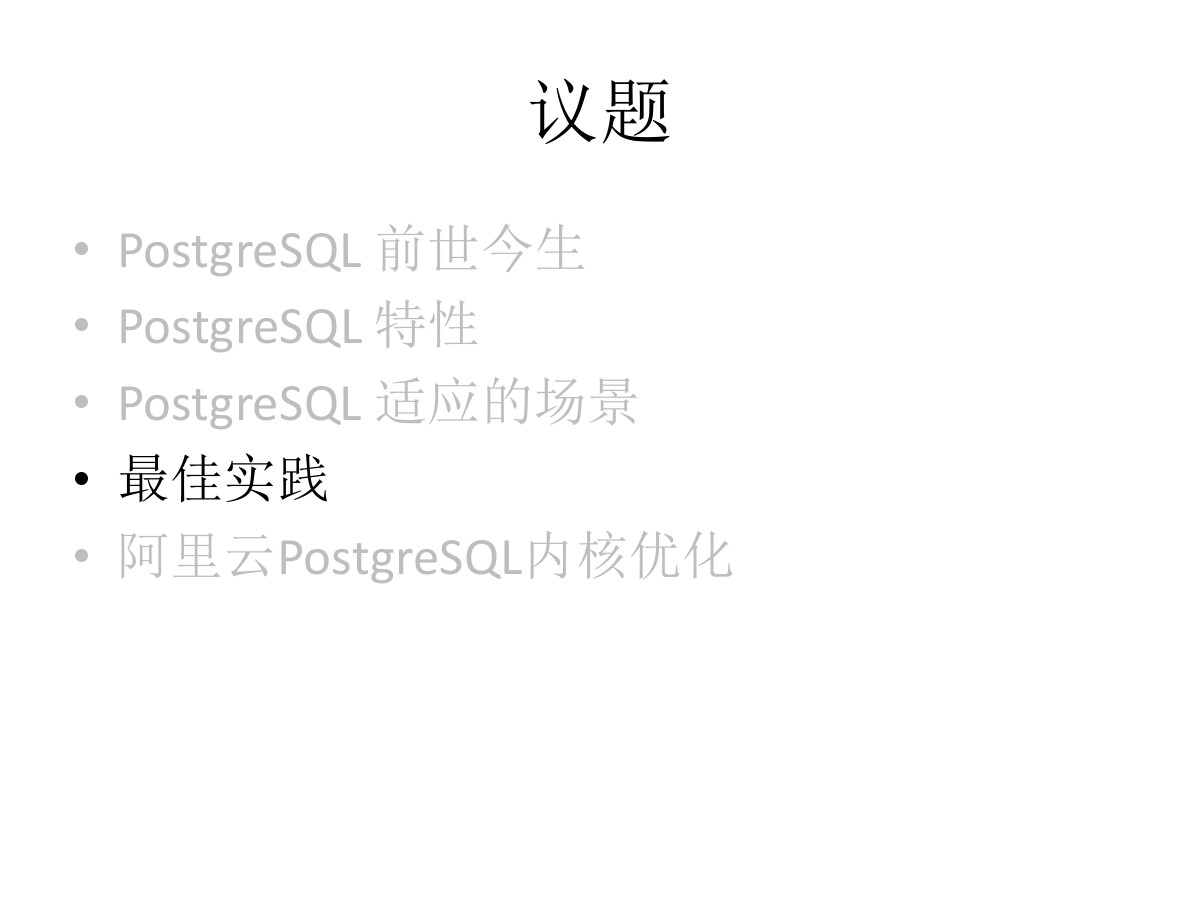 议题
• PostgreSQL 前世今生
• PostgreSQL 特性
• PostgreSQL 适应的场景
• 最佳实践
• 阿里云PostgreSQL内核优化